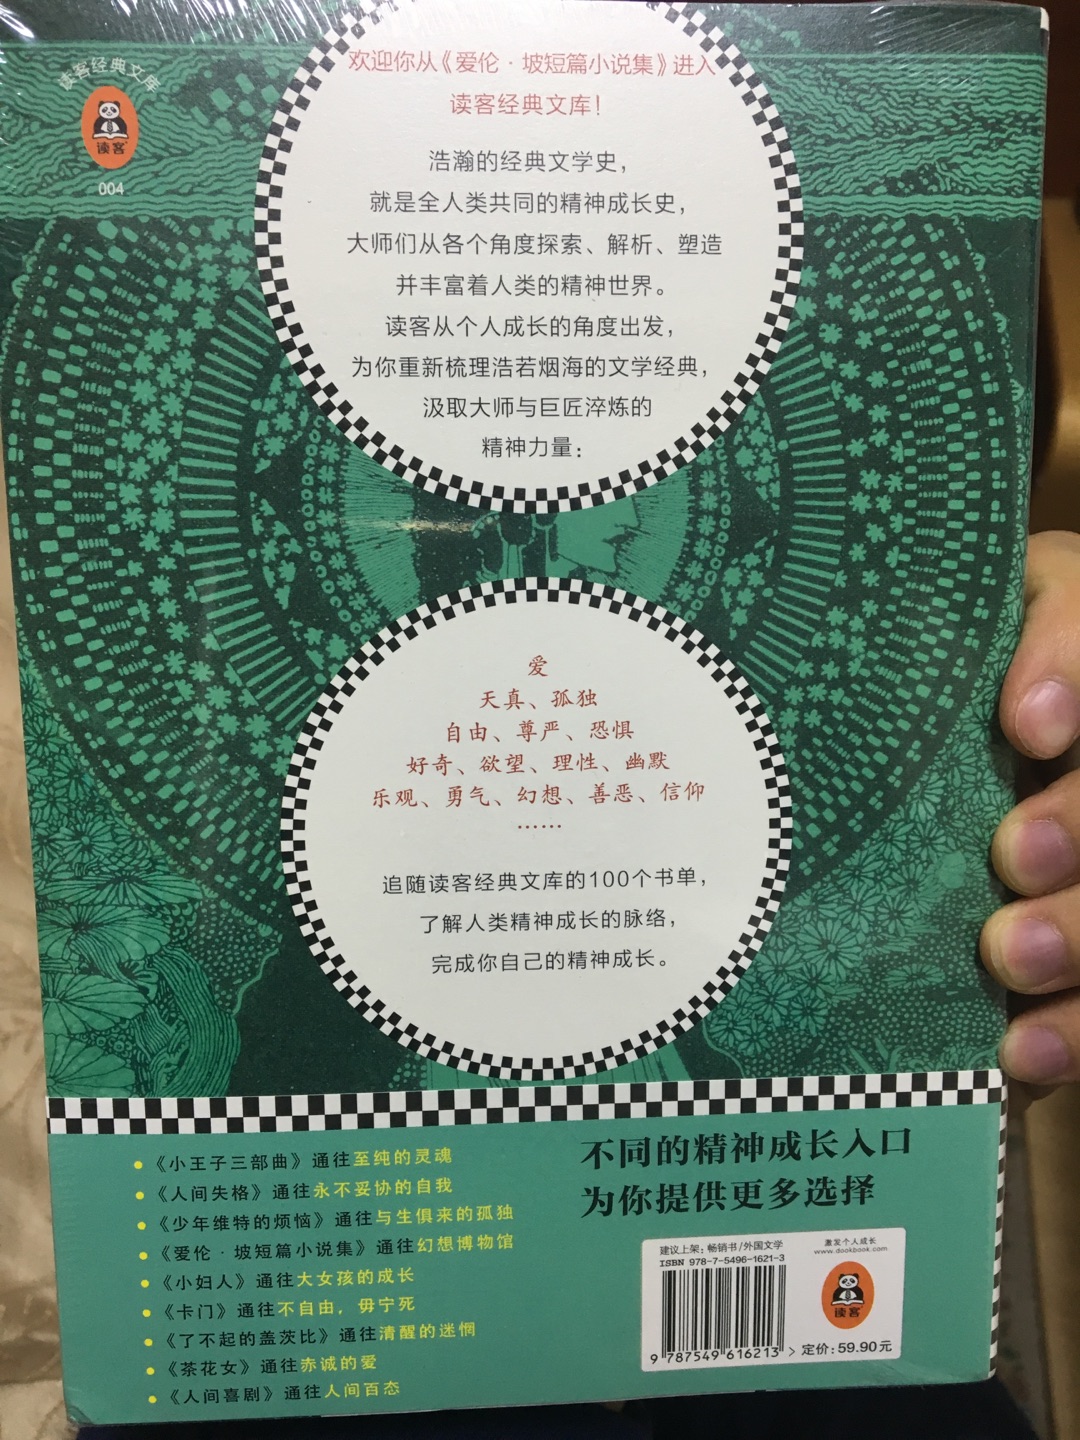 读客经典文库
读客
004
欢迎你从《爱伦·坡短篇小说集》进入
读客经典文库！
浩瀚的经典文学史，
就是全人类共同的精神成长史，
大师们从各个角度探索、解析、塑造
并丰富着人类的精神世界。
读客从个人成长的角度出发，
为你重新梳理浩若烟海的文学经典，
汲取大师与巨匠淬炼的
精神力量：
爱
天真、孤独
自由、尊严、恐惧
好奇、欲望、理性、幽默
乐观、勇气、幻想、善恶、信仰
……
追随读客经典文库的100个书单，
了解人类精神成长的脉络，
完成你自己的精神成长。
●《小王子三部曲》通往至纯的灵魂
●《人间失格》通往永不妥协的自我
●《少年维特的烦恼》通往与生俱来的孤独
●《爱伦·坡短篇小说集》通往幻想博物馆
●《小妇人》通往大女孩的成长
●《卡门》通往不自由，毋宁死
●《了不起的盖茨比》通往清醒的迷惘
●《茶花女》通往赤诚的爱
●《人间喜剧》通往人间百态
不同的精神成长入口
为你提供更多选择
建议上架：畅销书/外国文学
ISBN 978-7-5496-1621-3
9 787549 616213 >
激发个人成长
www.dookbook.com
读客
定价：59.90元